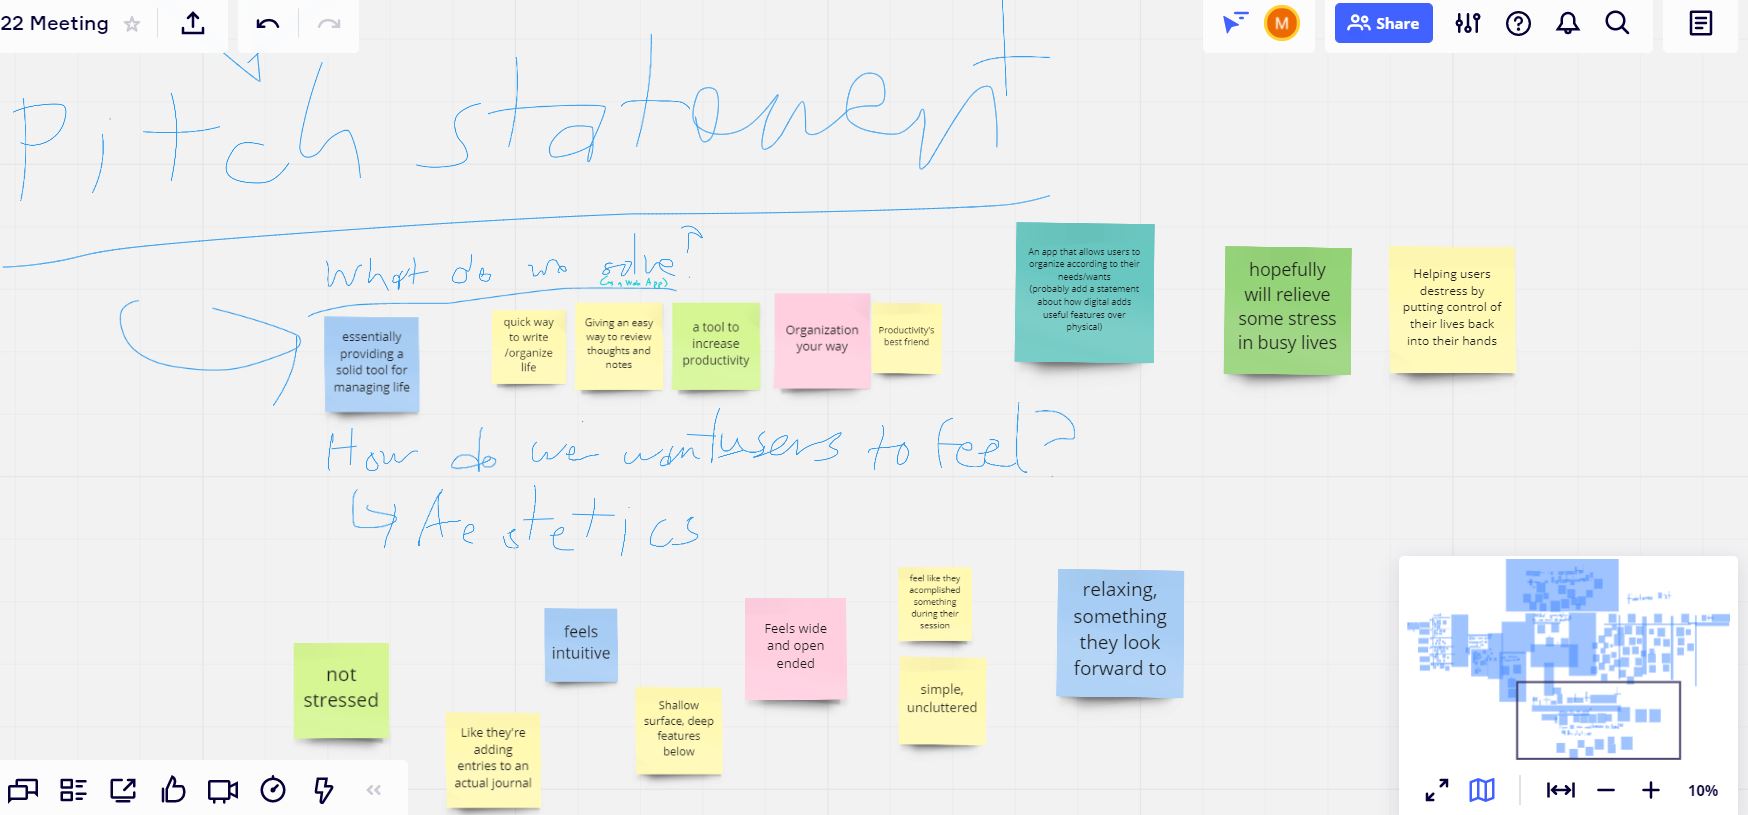 22 Meeting
M
Share
Pitch statement
What do we solve?
(as a Web App)
essentially
providing a
solid tool for
managing life
quick way
to write
/organize
life
Giving an easy
way to review
thoughts and
notes
a tool to
increase
productivity
Organization
your way
Productivity's
best friend
An app that allows users to
organize according to their
needs/wants
(probably add a statement
about how digital adds
useful features over
physical)
hopefully
will relieve
some stress
in busy lives
Helping users
destress by
putting control of
their lives back
into their hands
How do we want users to feel?
Aestetics
not
stressed
Like they're
adding
entries to an
actual journal
feels
intuitive
Shallow
surface, deep
features
below
Feels wide
and open
ended
feel like they
acomplished
something
during their
session
simple,
uncluttered
relaxing,
something
they look
forward to
10%